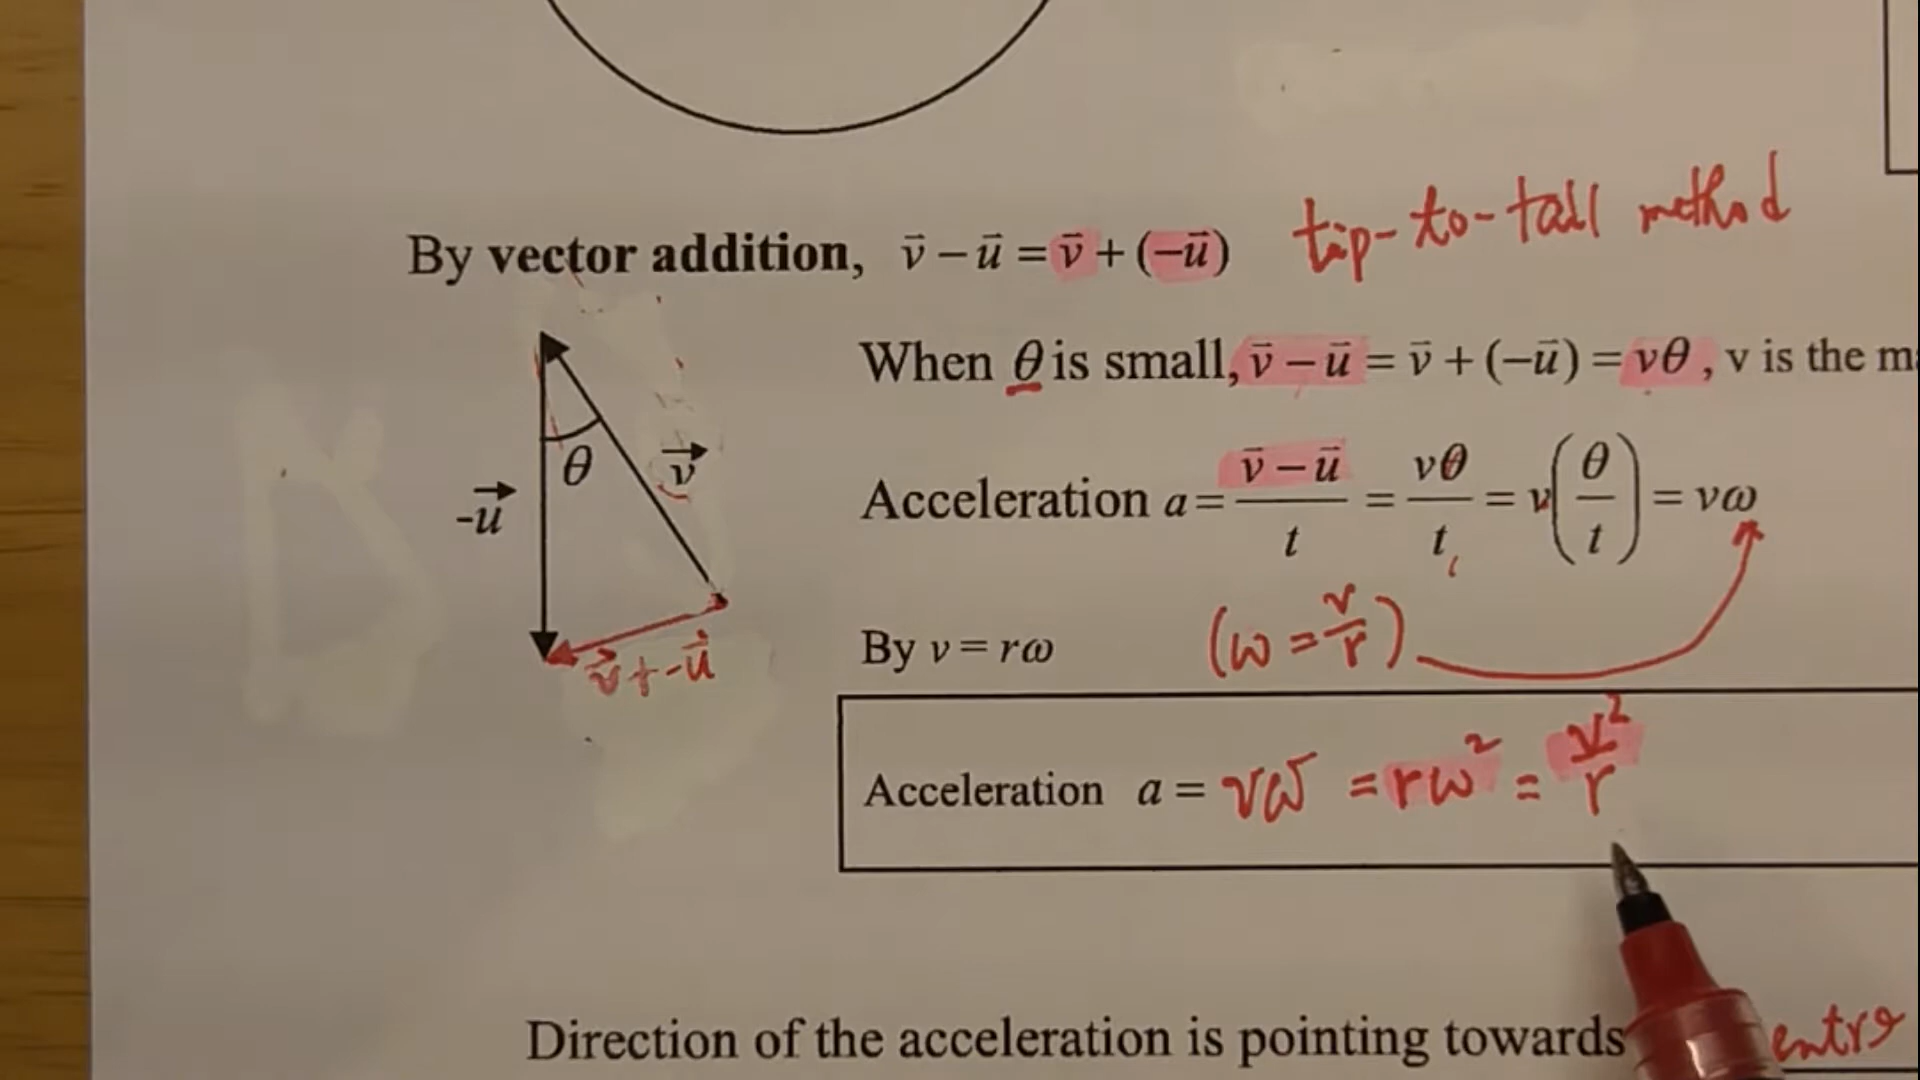 By vector addition, v⃗ − u⃗ = v⃗ + (−u⃗) tip-to-tail method
When θ is small, v⃗ − u⃗ = v⃗ + (−u⃗) = vθ , v is the
θ
v⃗
-u⃗
v⃗ + -u⃗
Acceleration a = (v⃗ − u⃗)/t = vθ/t = v(θ/t) = vω
By v = rω (ω = v/r)
Acceleration a = vω = rω² = v²/r
Direction of the acceleration is pointing towards